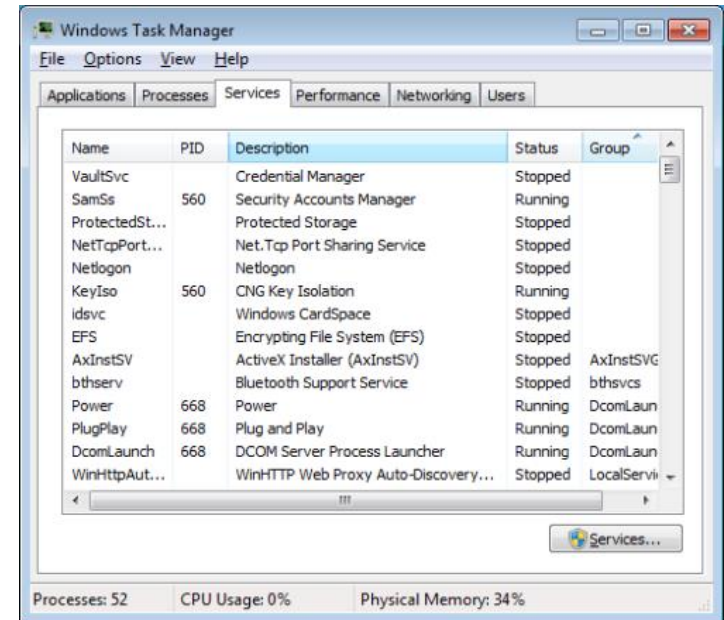 Windows Task Manager
File Options View Help
Applications Processes Services Performance Networking Users
Name PID Description Status Group
VaultSvc Credential Manager Stopped
SamSs 560 Security Accounts Manager Running
ProtectedSt... Protected Storage Stopped
NetTcpPort... Net.Tcp Port Sharing Service Stopped
Netlogon Netlogon Stopped
KeyIso 560 CNG Key Isolation Running
idsvc Windows CardSpace Stopped
EFS Encrypting File System (EFS) Stopped
AxInstSV ActiveX Installer (AxInstSV) Stopped AxInstSVG
bthserv Bluetooth Support Service Stopped bthsvcs
Power 668 Power Running DcomLaun
PlugPlay 668 Plug and Play Running DcomLaun
DcomLaunch 668 DCOM Server Process Launcher Running DcomLaun
WinHttpAut... WinHTTP Web Proxy Auto-Discovery... Stopped LocalServi
Services...
Processes: 52 CPU Usage: 0% Physical Memory: 34%